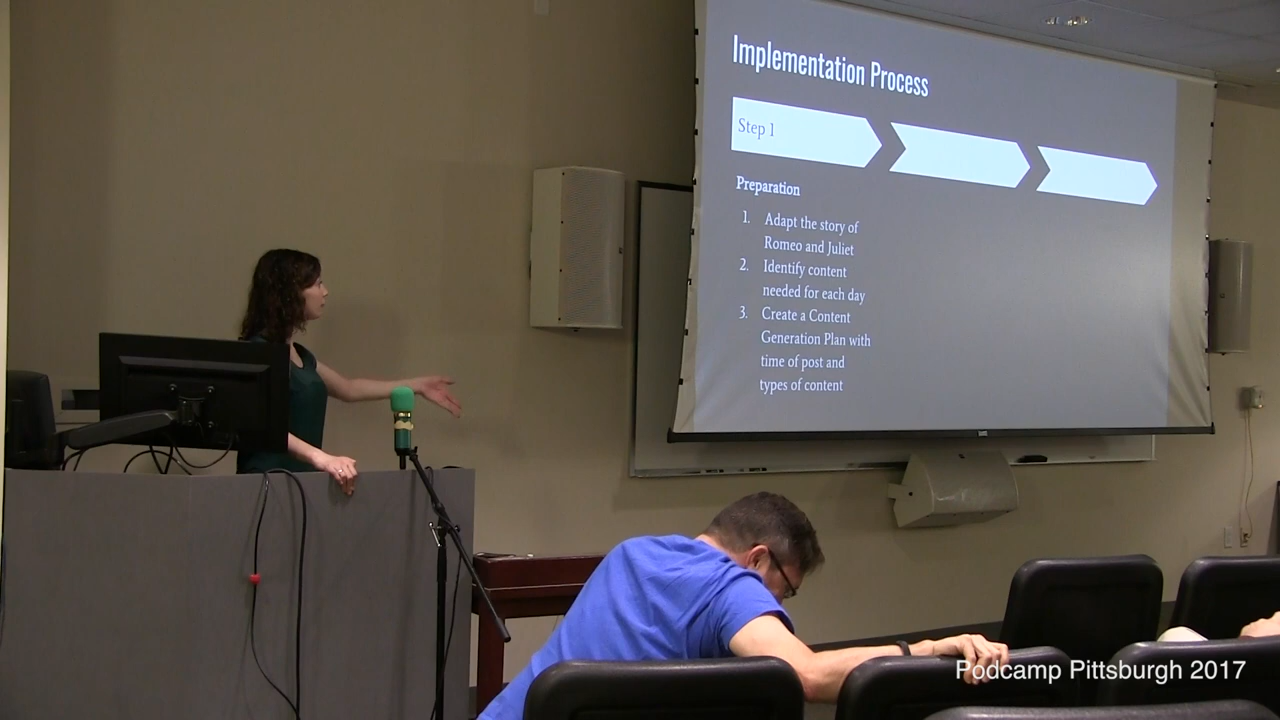 Implementation Process
Step 1
Preparation
1. Adapt the story of
Romeo and Juliet
2. Identify content
needed for each day
3. Create a Content
Generation Plan with
time of post and
types of content
Podcamp Pittsburgh 2017